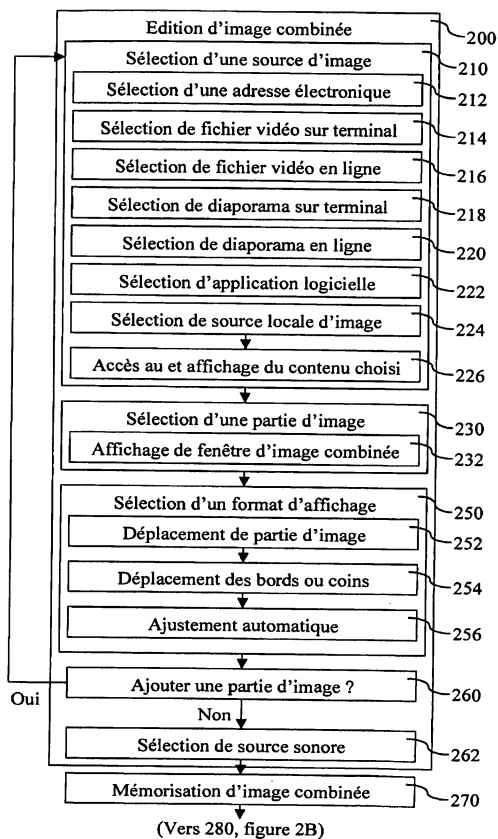 Edition d'image combinée 200
Sélection d'une source d'image 210
Sélection d'une adresse électronique 212
Sélection de fichier vidéo sur terminal 214
Sélection de fichier vidéo en ligne 216
Sélection de diaporama sur terminal 218
Sélection de diaporama en ligne 220
Sélection d'application logicielle 222
Sélection de source locale d'image 224
Accès au et affichage du contenu choisi 226
Sélection d'une partie d'image 230
Affichage de fenêtre d'image combinée 232
Sélection d'un format d'affichage 250
Déplacement de partie d'image 252
Déplacement des bords ou coins 254
Ajustement automatique 256
Ajouter une partie d'image ? 260
Oui
Non
Sélection de source sonore 262
Mémorisation d'image combinée 270
(Vers 280, figure 2B)